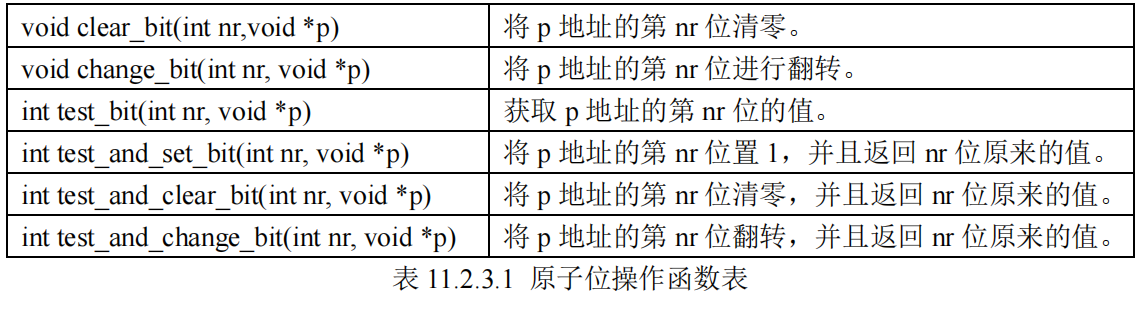 void clear_bit(int nr,void *p) 将 p 地址的第 nr 位清零。
void change_bit(int nr, void *p) 将 p 地址的第 nr 位进行翻转。
int test_bit(int nr, void *p) 获取 p 地址的第 nr 位的值。
int test_and_set_bit(int nr, void *p) 将 p 地址的第 nr 位置 1，并且返回 nr 位原来的值。
int test_and_clear_bit(int nr, void *p) 将 p 地址的第 nr 位清零，并且返回 nr 位原来的值。
int test_and_change_bit(int nr, void *p) 将 p 地址的第 nr 位翻转，并且返回 nr 位原来的值。
表 11.2.3.1 原子位操作函数表